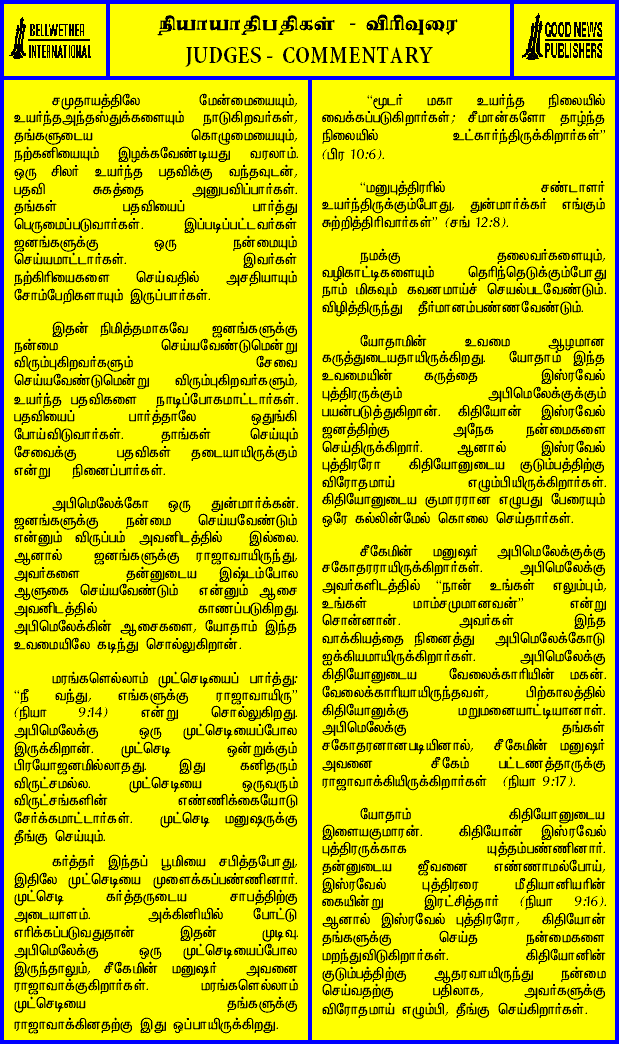 BELLWETHER
INTERNATIONAL
நியாயாதிபதிகள் - விரிவுரை
JUDGES - COMMENTARY
GOOD NEWS
PUBLISHERS
சமுதாயத்திலே மேன்மையையும்,
உயர்ந்தஅந்தஸ்துக்களையும் நாடுகிறவர்கள்,
தங்களுடைய கொழுமையையும்,
நற்கனியையும் இழக்கவேண்டியது வரலாம்.
ஒரு சிலர் உயர்ந்த பதவிக்கு வந்தவுடன்,
பதவி சுகத்தை அனுபவிப்பார்கள்.
தங்கள் பதவியைப் பார்த்து
பெருமைப்படுவார்கள். இப்படிப்பட்டவர்கள்
ஜனங்களுக்கு ஒரு நன்மையும்
செய்யமாட்டார்கள். இவர்கள்
நற்கிரியைகளை செய்வதில் அசதியாயும்
சோம்பேறிகளாயும் இருப்பார்கள்.
இதன் நிமித்தமாகவே ஜனங்களுக்கு
நன்மை செய்யவேண்டுமென்று
விரும்புகிறவர்களும் சேவை
செய்யவேண்டுமென்று விரும்புகிறவர்களும்,
உயர்ந்த பதவிகளை நாடிப்போகமாட்டார்கள்.
பதவியைப் பார்த்தாலே ஒதுங்கி
போய்விடுவார்கள். தாங்கள் செய்யும்
சேவைக்கு பதவிகள் தடையாயிருக்கும்
என்று நினைப்பார்கள்.
அபிமெலேக்கோ ஒரு துன்மார்க்கன்.
ஜனங்களுக்கு நன்மை செய்யவேண்டும்
என்னும் விருப்பம் அவனிடத்தில் இல்லை.
ஆனால் ஜனங்களுக்கு ராஜாவாயிருந்து,
அவர்களை தன்னுடைய இஷ்டம்போல
ஆளுகை செய்யவேண்டும் என்னும் ஆசை
அவனிடத்தில் காணப்படுகிறது.
அபிமெலேக்கின் ஆசைகளை, யோதாம் இந்த
உவமையிலே கடிந்து சொல்லுகிறான்.
மரங்களெல்லாம் முட்செடியைப் பார்த்து:
“நீ வந்து, எங்களுக்கு ராஜாவாயிரு”
(நியா 9:14) என்று சொல்லுகிறது.
அபிமெலேக்கு ஒரு முட்செடியைப்போல
இருக்கிறான். முட்செடி ஒன்றுக்கும்
பிரயோஜனமில்லாதது. இது கனிதரும்
விருட்சமல்ல. முட்செடியை ஒருவரும்
விருட்சங்களின் எண்ணிக்கையோடு
சேர்க்கமாட்டார்கள். முட்செடி மனுஷருக்கு
தீங்கு செய்யும்.
கர்த்தர் இந்தப் பூமியை சபித்தபோது,
இதிலே முட்செடியை முளைக்கப்பண்ணினார்.
முட்செடி கர்த்தருடைய சாபத்திற்கு
அடையாளம். அக்கினியில் போட்டு
எரிக்கப்படுவதுதான் இதன் முடிவு.
அபிமெலேக்கு ஒரு முட்செடியைப்போல
இருந்தாலும், சீகேமின் மனுஷர் அவனை
ராஜாவாக்குகிறார்கள். மரங்களெல்லாம்
முட்செடியை தங்களுக்கு
ராஜாவாக்கினதற்கு இது ஒப்பாயிருக்கிறது.
“மூடர் மகா உயர்ந்த நிலையில்
வைக்கப்படுகிறார்கள்; சீமான்களோ தாழ்ந்த
நிலையில் உட்கார்ந்திருக்கிறார்கள்”
(பிர 10:6).
“மனுபுத்திரரில் சண்டாளர்
உயர்ந்திருக்கும்போது, துன்மார்க்கர் எங்கும்
சுற்றித்திரிவார்கள்” (சங் 12:8).
நமக்கு தலைவர்களையும்,
வழிகாட்டிகளையும் தெரிந்தெடுக்கும்போது
நாம் மிகவும் கவனமாய்ச் செயல்படவேண்டும்.
விழித்திருந்து தீர்மானம்பண்ணவேண்டும்.
யோதாமின் உவமை ஆழமான
கருத்துடையதாயிருக்கிறது. யோதாம் இந்த
உவமையின் கருத்தை இஸ்ரவேல்
புத்திரருக்கும் அபிமெலேக்குக்கும்
பயன்படுத்துகிறான். கிதியோன் இஸ்ரவேல்
ஜனத்திற்கு அநேக நன்மைகளை
செய்திருக்கிறார். ஆனால் இஸ்ரவேல்
புத்திரரோ கிதியோனுடைய குடும்பத்திற்கு
விரோதமாய் எழும்பியிருக்கிறார்கள்.
கிதியோனுடைய குமாரரான எழுபது பேரையும்
ஒரே கல்லின்மேல் கொலை செய்தார்கள்.
சீகேமின் மனுஷர் அபிமெலேக்குக்கு
சகோதரராயிருக்கிறார்கள். அபிமெலேக்கு
அவர்களிடத்தில் “நான் உங்கள் எலும்பும்,
உங்கள் மாம்சமுமானவன்” என்று
சொன்னான். அவர்கள் இந்த
வாக்கியத்தை நினைத்து அபிமெலேக்கோடு
ஐக்கியமாயிருக்கிறார்கள். அபிமெலேக்கு
கிதியோனுடைய வேலைக்காரியின் மகன்.
வேலைக்காரியாயிருந்தவள், பிற்காலத்தில்
கிதியோனுக்கு மறுமனையாட்டியானாள்.
அபிமெலேக்கு தங்கள்
சகோதரனானபடியினால், சீகேமின் மனுஷர்
அவனை சீகேம் பட்டணத்தாருக்கு
ராஜாவாக்கியிருக்கிறார்கள் (நியா 9:17).
யோதாம் கிதியோனுடைய
இளையகுமாரன். கிதியோன் இஸ்ரவேல்
புத்திரருக்காக யுத்தம்பண்ணினார்.
தன்னுடைய ஜீவனை எண்ணாமல்போய்,
இஸ்ரவேல் புத்திரரை மீதியானியரின்
கையின்று இரட்சித்தார் (நியா 9:16).
ஆனால் இஸ்ரவேல் புத்திரரோ, கிதியோன்
தங்களுக்கு செய்த நன்மைகளை
மறந்துவிடுகிறார்கள். கிதியோனின்
குடும்பத்திற்கு ஆதரவாயிருந்து நன்மை
செய்வதற்கு பதிலாக, அவர்களுக்கு
விரோதமாய் எழும்பி, தீங்கு செய்கிறார்கள்.